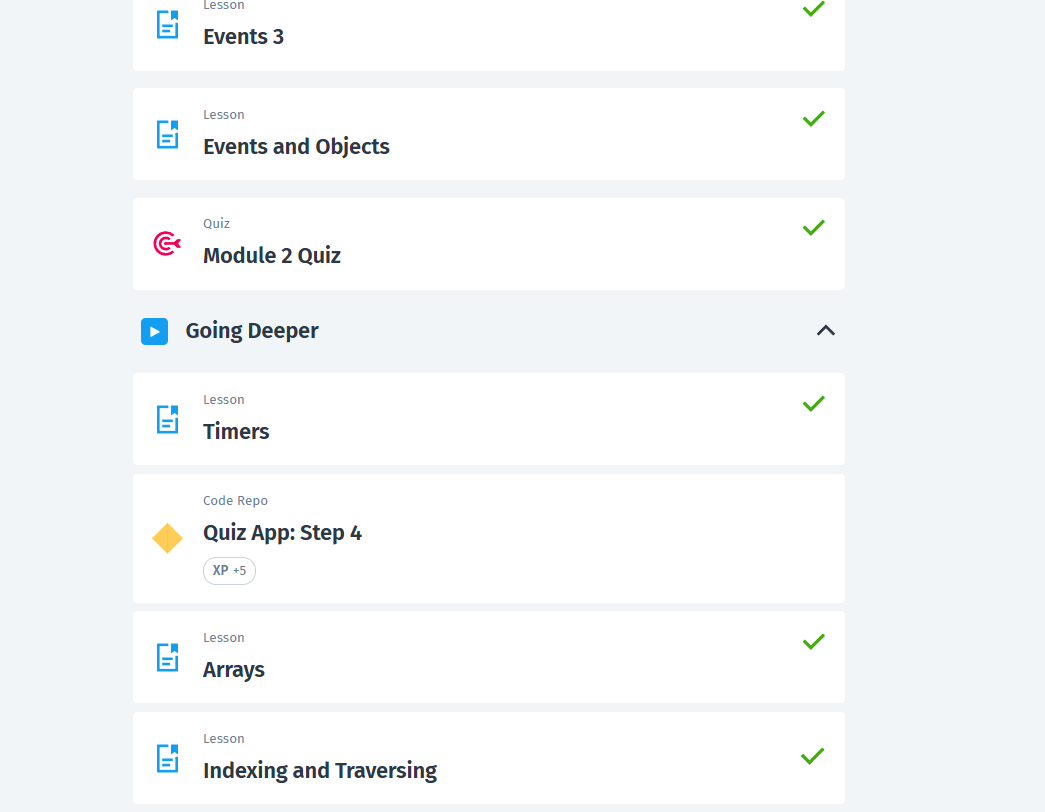 Lesson
Events 3
Lesson
Events and Objects
Quiz
Module 2 Quiz
Going Deeper
Lesson
Timers
Code Repo
Quiz App: Step 4
XP +5
Lesson
Arrays
Lesson
Indexing and Traversing